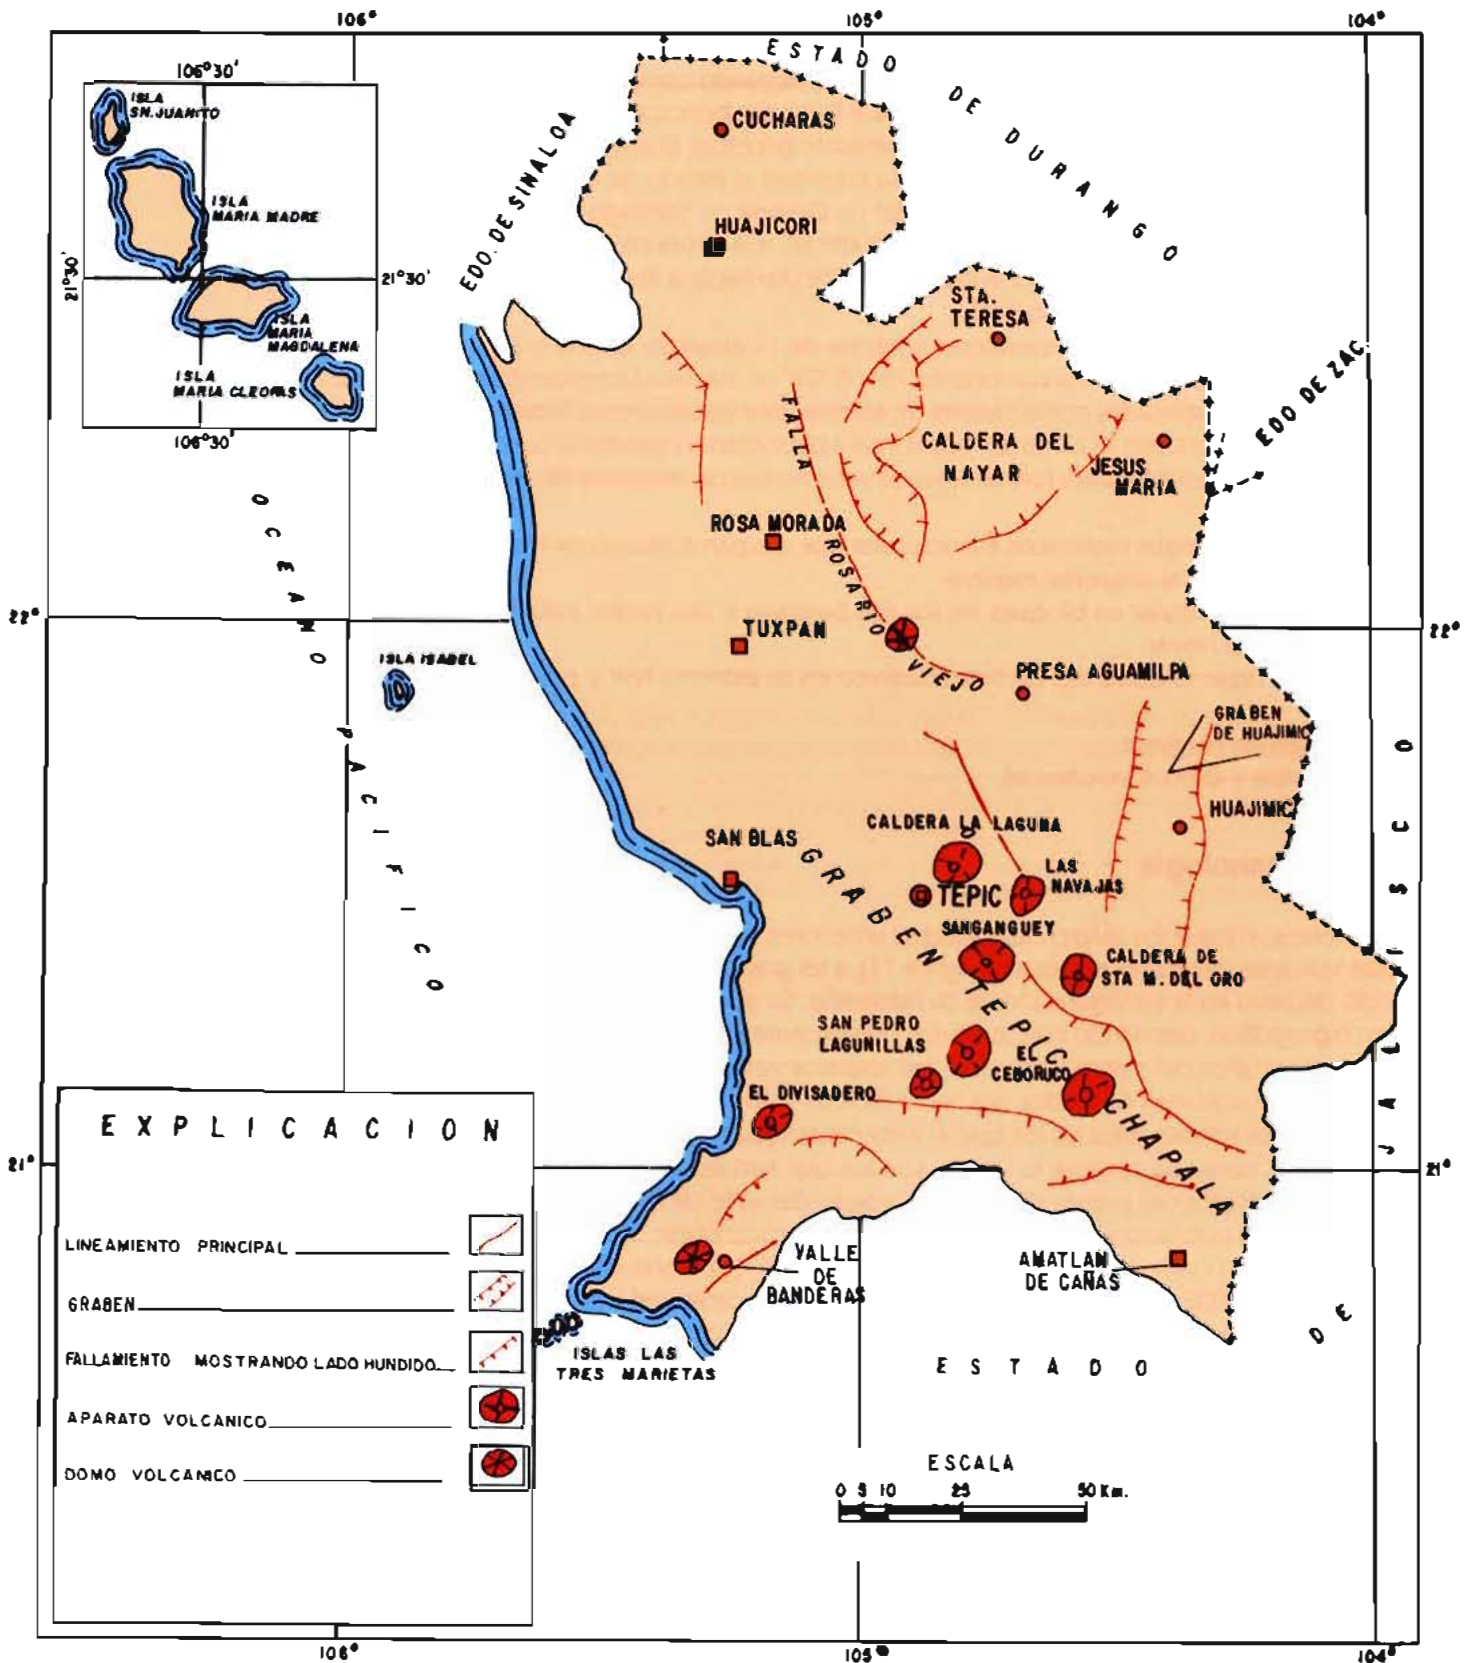 106°
105°
104°
ESTADO DE DURANGO
106°30'
ISLA
SN. JUANITO
ISLA
MARIA MADRE
21°30'
21°30'
ISLA
MARIA
MAGDALENA
ISLA
MARIA CLEOFAS
106°30'
EDO. DE SINALOA
CUCHARAS
HUAJICORI
STA.
TERESA
EDO DE ZAC.
CALDERA DEL
NAYAR
JESUS
MARIA
FALLA ROSARIO VIEJO
ROSA MORADA
OCEANO PACIFICO
22°
22°
TUXPAN
ISLA ISABEL
PRESA AGUAMILPA
GRABEN
DE HUAJIMIC
HUAJIMIC
CALDERA LA LAGUNA
SAN BLAS
LAS
NAVAJAS
TEPIC
GRABEN TEPIC CHAPALA
SANGANGUEY
CALDERA DE
STA M. DEL ORO
SAN PEDRO
LAGUNILLAS
EL
CEBORUCO
EL DIVISADERO
21°
21°
VALLE
DE
BANDERAS
AMATLAN
DE CAÑAS
ISLAS LAS
TRES MARIETAS
ESTADO DE JALISCO
EXPLICACION
LINEAMIENTO PRINCIPAL
GRABEN
FALLAMIENTO MOSTRANDO LADO HUNDIDO
APARATO VOLCANICO
DOMO VOLCANICO
ESCALA
0 5 10 25 50 Km.
106°
105°
104°